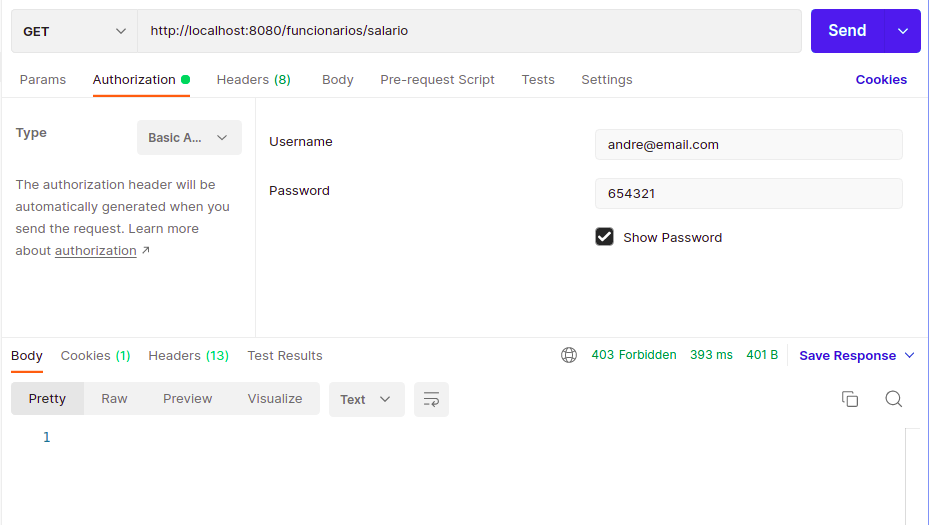 GET http://localhost:8080/funcionarios/salario Send
Params Authorization Headers (8) Body Pre-request Script Tests Settings Cookies
Type Basic A...
The authorization header will be
automatically generated when you
send the request. Learn more
about authorization ↗
Username andre@email.com
Password 654321
Show Password
Body Cookies (1) Headers (13) Test Results 403 Forbidden 393 ms 401 B Save Response
Pretty Raw Preview Visualize Text
1